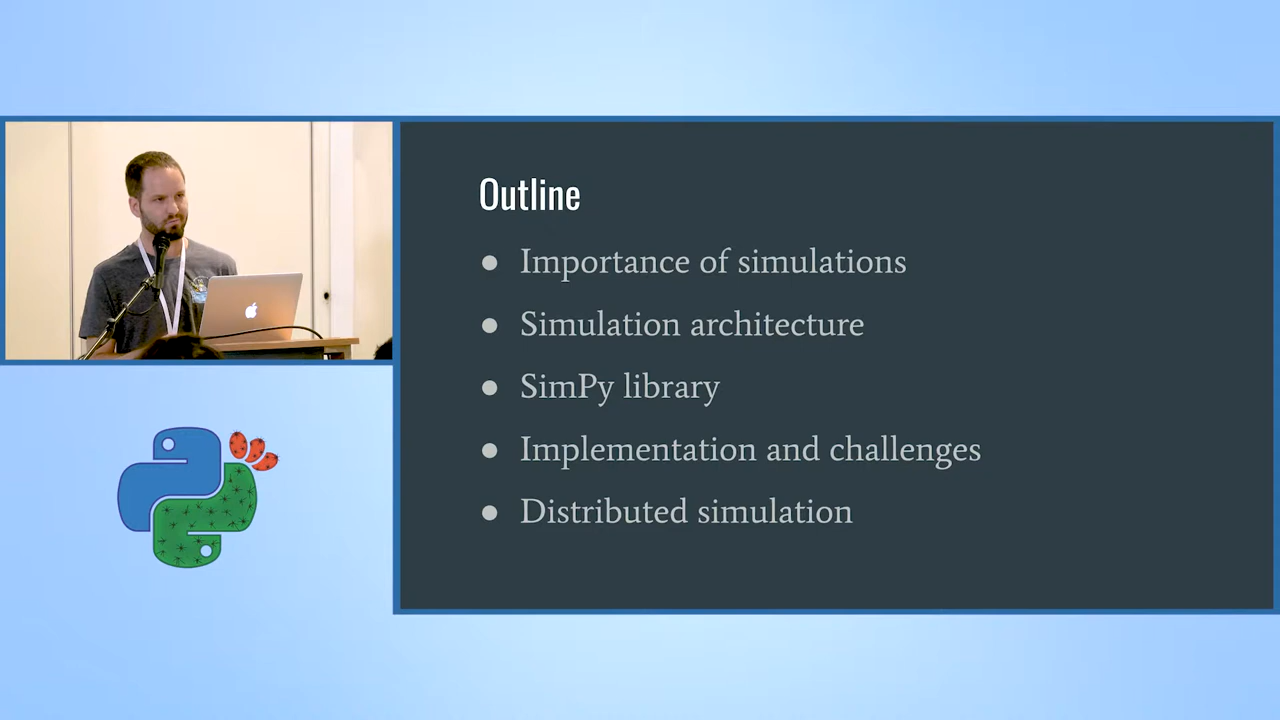 Outline
● Importance of simulations
● Simulation architecture
● SimPy library
● Implementation and challenges
● Distributed simulation